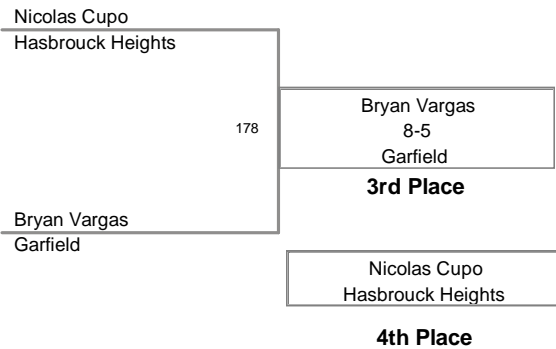 Nicolas Cupo
Hasbrouck Heights
178
Bryan Vargas
8-5
Garfield
3rd Place
Bryan Vargas
Garfield
Nicolas Cupo
Hasbrouck Heights
4th Place